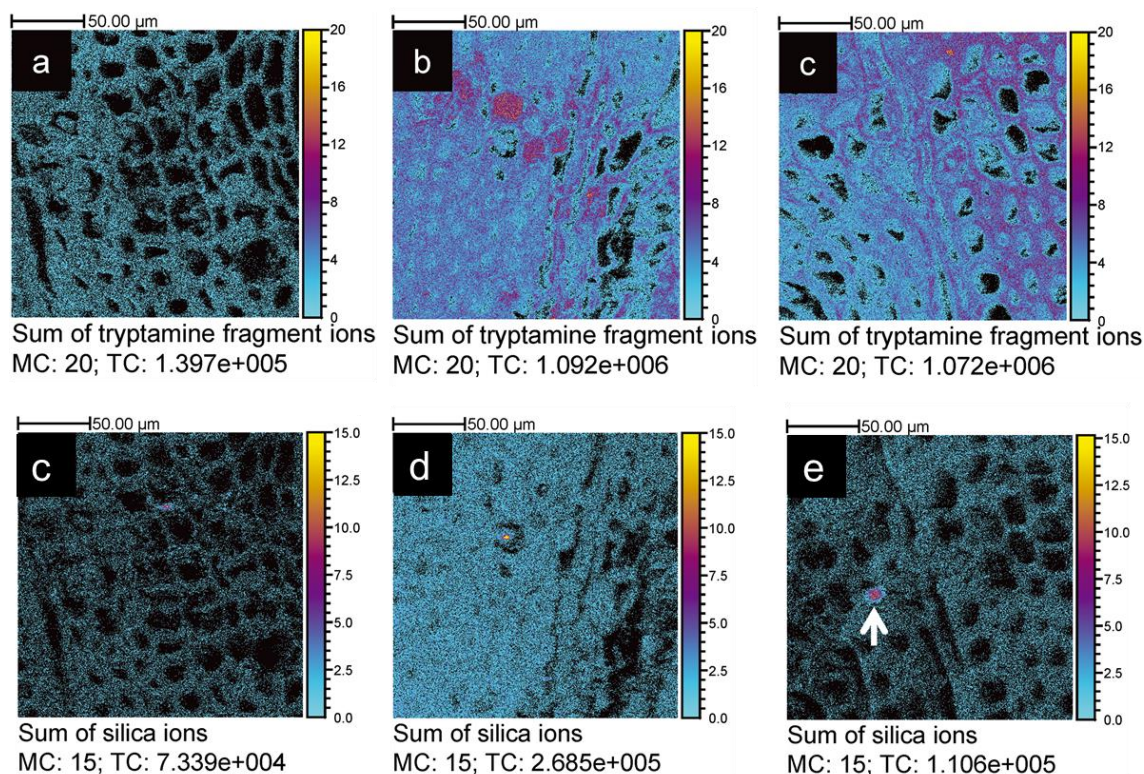 50.00 µm
a
20
16
12
8
4
0
Sum of tryptamine fragment ions
MC: 20; TC: 1.397e+005
50.00 µm
b
20
16
12
8
4
0
Sum of tryptamine fragment ions
MC: 20; TC: 1.092e+006
50.00 µm
c
20
16
12
8
4
0
Sum of tryptamine fragment ions
MC: 20; TC: 1.072e+006
50.00 µm
c
15.0
12.5
10.0
7.5
5.0
2.5
0.0
Sum of silica ions
MC: 15; TC: 7.339e+004
50.00 µm
d
15.0
12.5
10.0
7.5
5.0
2.5
0.0
Sum of silica ions
MC: 15; TC: 2.685e+005
50.00 µm
e
15.0
12.5
10.0
7.5
5.0
2.5
0.0
Sum of silica ions
MC: 15; TC: 1.106e+005